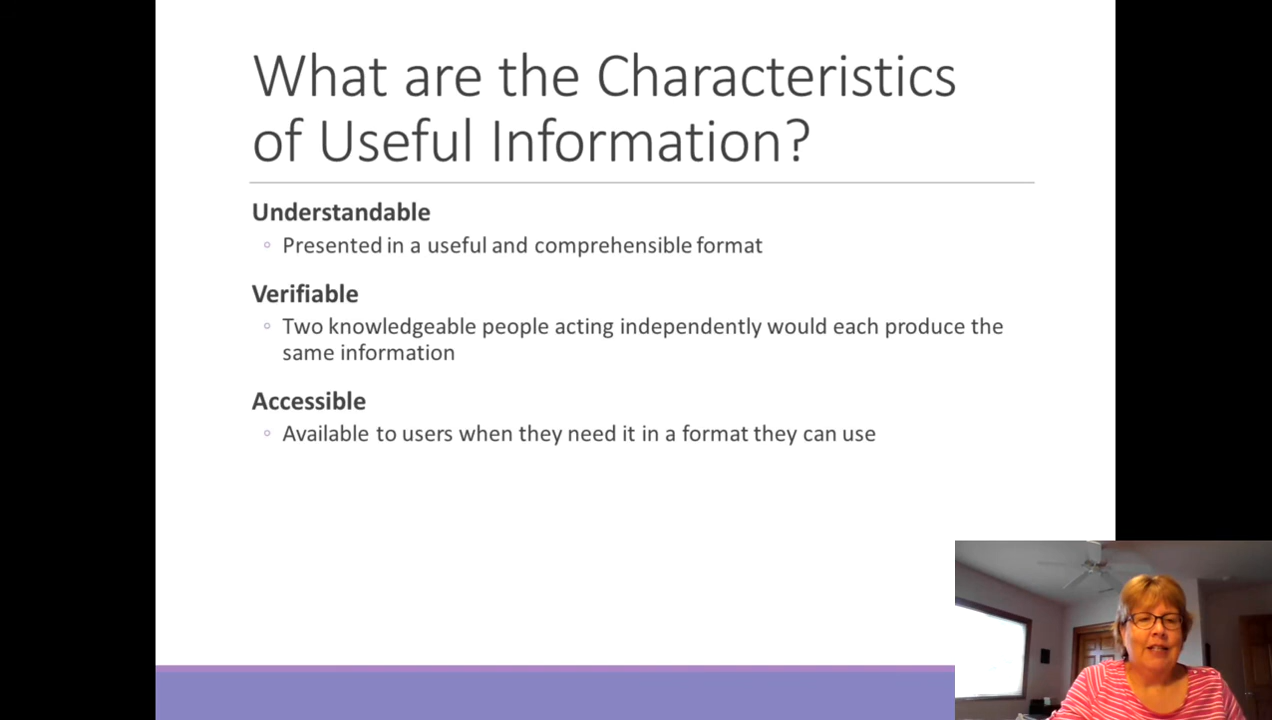 What are the Characteristics
of Useful Information?
Understandable
◦ Presented in a useful and comprehensible format
Verifiable
◦ Two knowledgeable people acting independently would each produce the
same information
Accessible
◦ Available to users when they need it in a format they can use